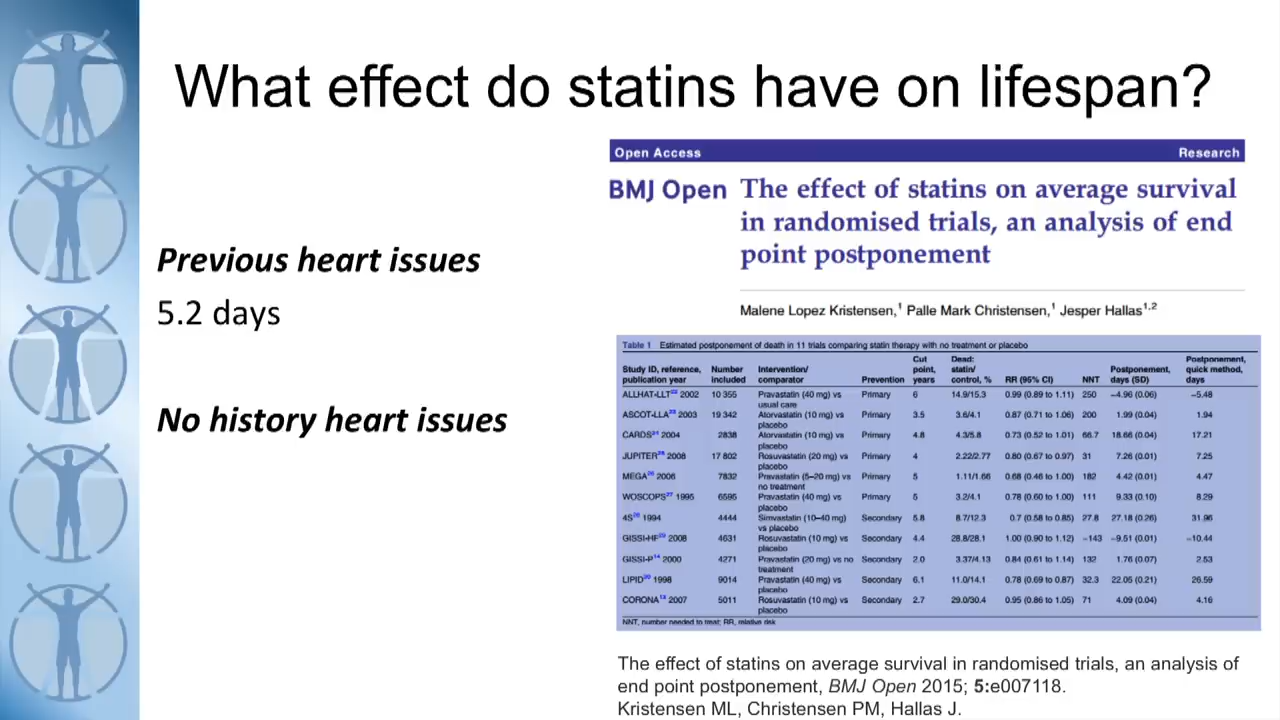 What effect do statins have on lifespan?
Previous heart issues
5.2 days
No history heart issues
Open Access Research
BMJ Open The effect of statins on average survival
in randomised trials, an analysis of end
point postponement
Malene Lopez Kristensen,1 Palle Mark Christensen,1 Jesper Hallas1,2
Table 1 Estimated postponement of death in 11 trials comparing statin therapy with no treatment or placebo
Study ID, reference, publication year Number included Intervention/ comparator Prevention Cut point, years Dead: statin/ control, % RR (95% CI) NNT Postponement, days (SD) Postponement, quick method, days
ALLHAT-LLT 2002 10 355 Pravastatin (40 mg) vs usual care Primary 6 14.9/15.3 0.99 (0.89 to 1.11) 250 −4.96 (0.06) −5.48
ASCOT-LLA 2003 19 342 Atorvastatin (10 mg) vs placebo Primary 3.5 3.6/4.1 0.87 (0.71 to 1.06) 200 1.99 (0.04) 1.94
CARDS 2004 2838 Atorvastatin (10 mg) vs placebo Primary 4.8 4.3/5.8 0.73 (0.52 to 1.01) 66.7 18.66 (0.04) 17.21
JUPITER 2008 17 802 Rosuvastatin (20 mg) vs placebo Primary 4 2.22/2.77 0.80 (0.67 to 0.97) 31 7.26 (0.01) 7.25
MEGA 2006 7832 Pravastatin (5–20 mg) vs no treatment Primary 5 1.11/1.66 0.68 (0.46 to 1.00) 182 4.42 (0.01) 4.47
WOSCOPS 1995 6595 Pravastatin (40 mg) vs placebo Primary 5 3.2/4.1 0.78 (0.60 to 1.00) 111 9.33 (0.10) 8.29
4S 1994 4444 Simvastatin (10–40 mg) vs placebo Secondary 5.8 8.7/12.3 0.7 (0.58 to 0.85) 27.8 27.18 (0.26) 31.96
GISSI-HF 2008 4631 Rosuvastatin (10 mg) vs placebo Secondary 4.4 28.8/28.1 1.00 (0.90 to 1.12) −143 −9.51 (0.01) −10.44
GISSI-P 2000 4271 Pravastatin (20 mg) vs no treatment Secondary 2.0 3.37/4.13 0.84 (0.61 to 1.14) 132 1.76 (0.07) 2.53
LIPID 1998 9014 Pravastatin (40 mg) vs placebo Secondary 6.1 11.0/14.1 0.78 (0.69 to 0.87) 32.3 22.05 (0.21) 26.59
CORONA 2007 5011 Rosuvastatin (10 mg) vs placebo Secondary 2.7 29.0/30.4 0.95 (0.86 to 1.05) 71 4.09 (0.04) 4.16
NNT, number needed to treat; RR, relative risk
The effect of statins on average survival in randomised trials, an analysis of
end point postponement, BMJ Open 2015; 5:e007118.
Kristensen ML, Christensen PM, Hallas J.